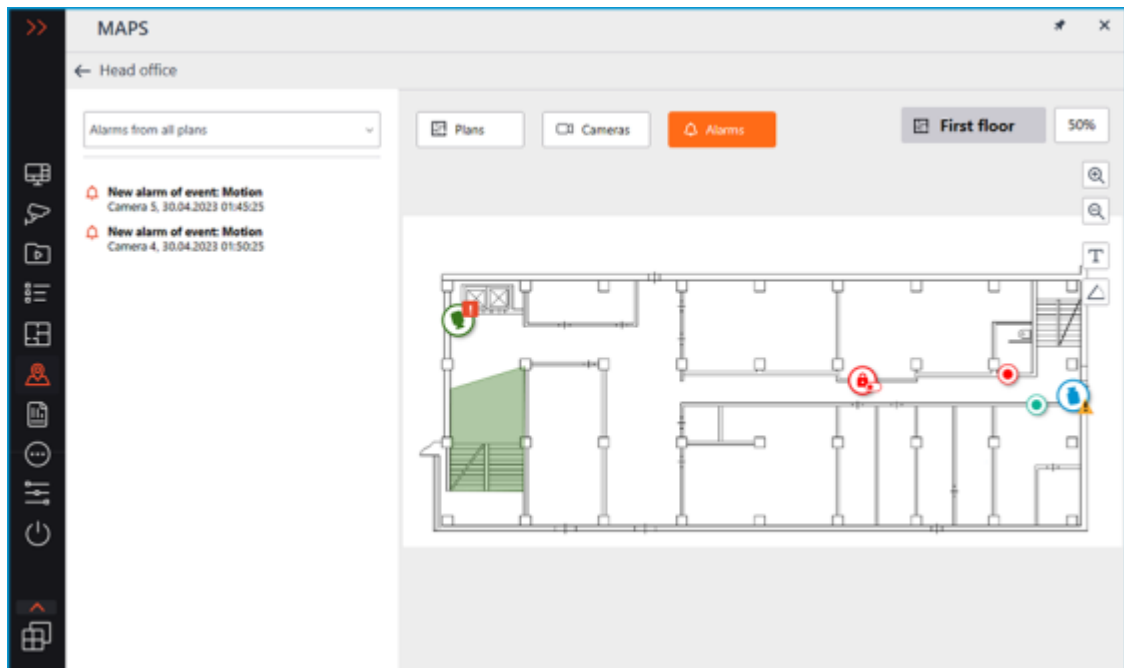 MAPS
Head office
Alarms from all plans
Plans
Cameras
Alarms
First floor
50%
New alarm of event: Motion
Camera 5, 30.04.2023 01:45:25
New alarm of event: Motion
Camera 4, 30.04.2023 01:50:25
T